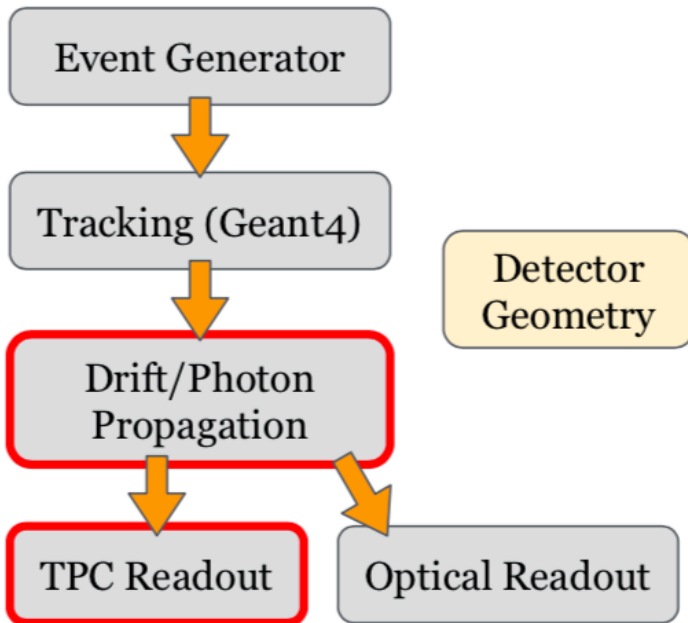 Event Generator
Tracking (Geant4)
Detector
Geometry
Drift/Photon
Propagation
TPC Readout
Optical Readout